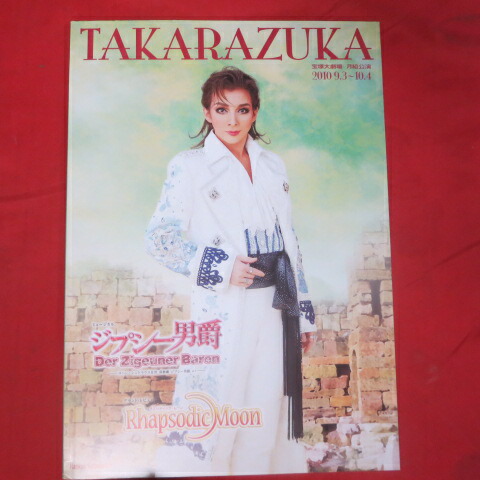 TAKARAZUKA
宝塚大劇場 月組公演
2010 9.3～10.4
ジプシー男爵
Der Zigeuner Baron
Rhapsodic Moon